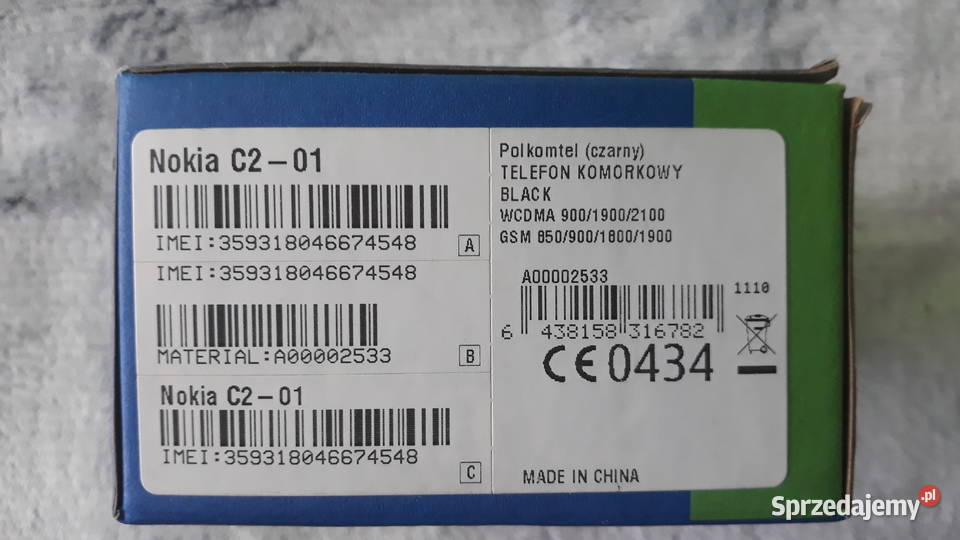 Nokia C2-01
IMEI:359318046674548
A
IMEI:359318046674548
MATERIAL:A00002533
B
Nokia C2-01
IMEI:359318046674548
C
Polkomtel (czarny)
TELEFON KOMORKOWY
BLACK
WCDMA 900/1900/2100
GSM 850/900/1800/1900
A00002533
1110
6 438158 316782
CE0434
MADE IN CHINA
Sprzedajemy.pl